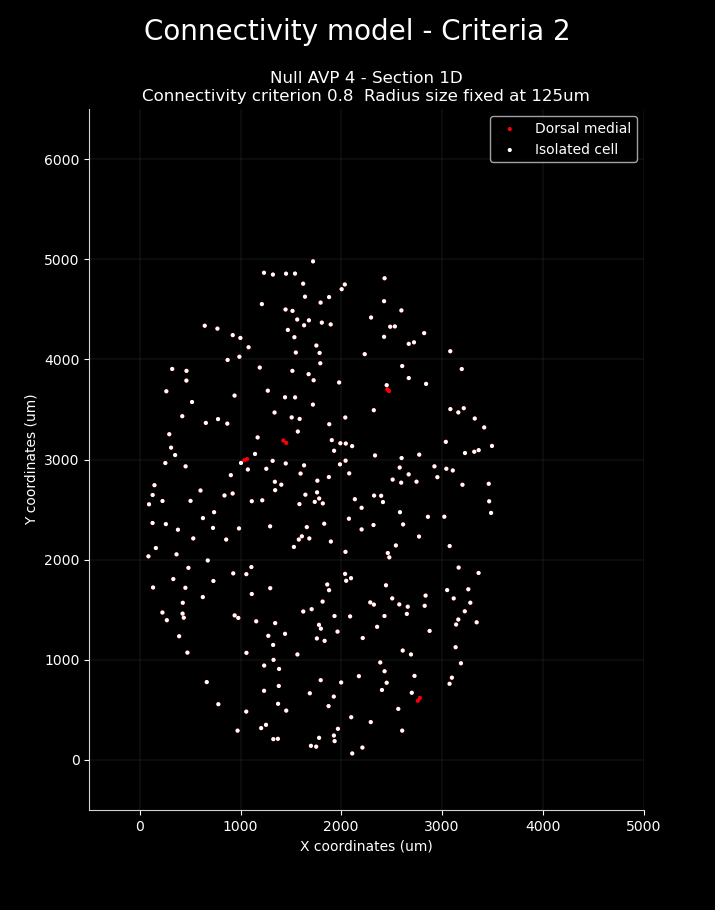 Connectivity model - Criteria 2
Null AVP 4 - Section 1D
Connectivity criterion 0.8  Radius size fixed at 125um
Dorsal medial
Isolated cell
6000
5000
4000
3000
2000
1000
0
Y coordinates (um)
0 1000 2000 3000 4000 5000
X coordinates (um)